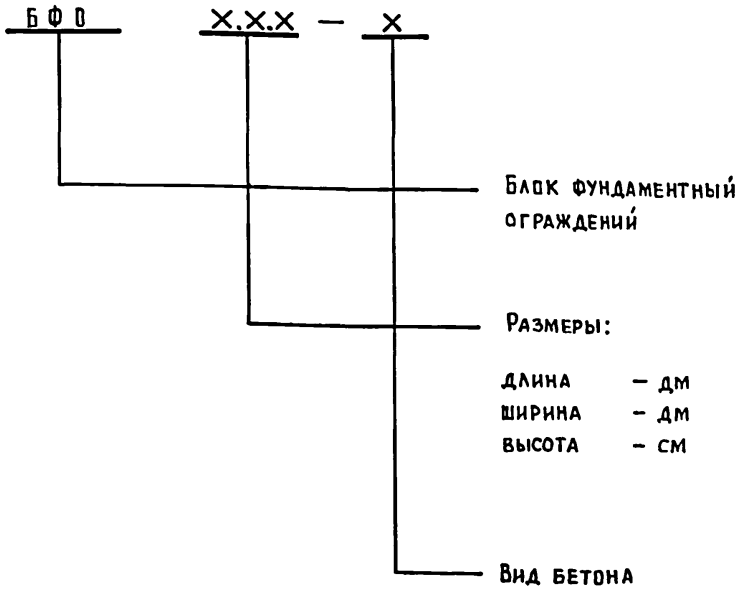 БФО X.X.X – X
Блок фундаментный
ограждений
Размеры:
длина – дм
ширина – дм
высота – см
Вид бетона